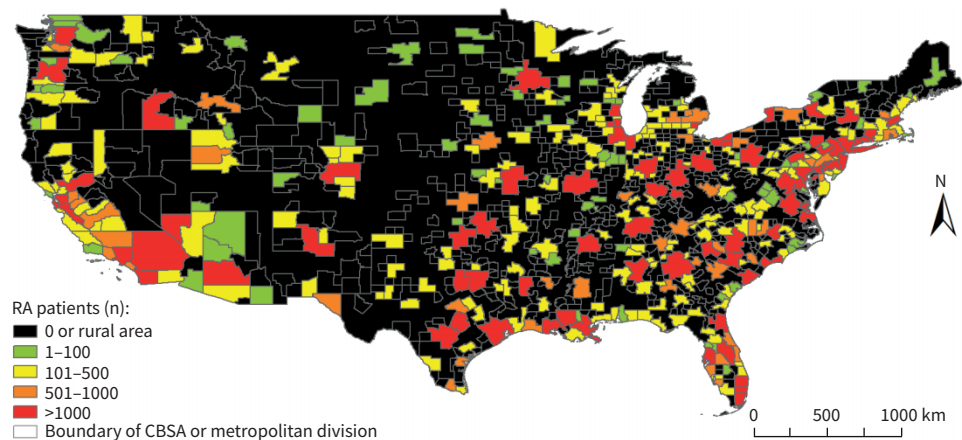 N
RA patients (n):
0 or rural area
1–100
101–500
501–1000
>1000
Boundary of CBSA or metropolitan division
0 500 1000 km